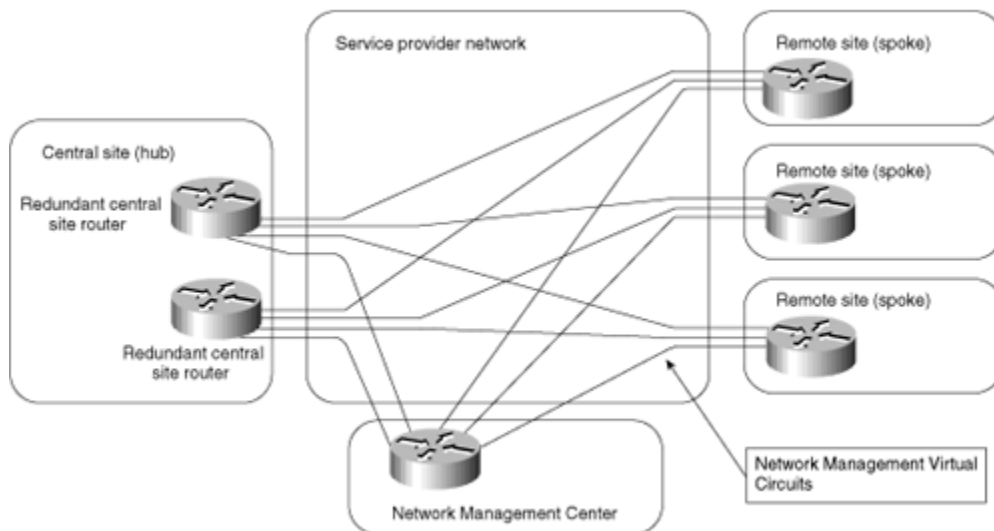 Service provider network
Remote site (spoke)
Central site (hub)
Redundant central
site router
Remote site (spoke)
Remote site (spoke)
Redundant central
site router
Network Management Virtual
Circuits
Network Management Center